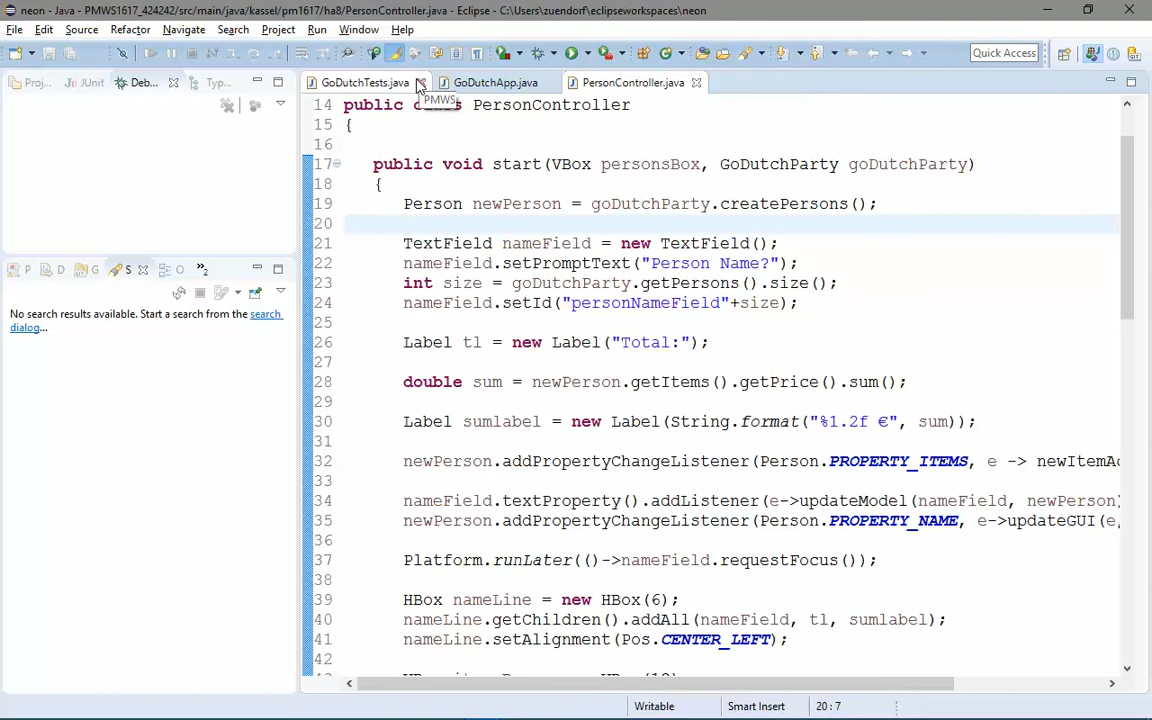 neon - Java - PMWS1617_424242/src/main/java/kassel/pm1617/ha8/PersonController.java - Eclipse - C:\Users\zuendorf\eclipseworkspaces\neon
File Edit Source Refactor Navigate Search Project Run Window Help
Quick Access
Proj... JUnit Deb... Typ...
GoDutchTests.java GoDutchApp.java PersonController.java
PMWS
14 public class PersonController
15 {
16
17 public void start(VBox personsBox, GoDutchParty goDutchParty)
18 {
19 Person newPerson = goDutchParty.createPersons();
20
21 TextField nameField = new TextField();
22 nameField.setPromptText("Person Name?");
23 int size = goDutchParty.getPersons().size();
24 nameField.setId("personNameField"+size);
25
26 Label tl = new Label("Total:");
27
28 double sum = newPerson.getItems().getPrice().sum();
29
30 Label sumlabel = new Label(String.format("%1.2f €", sum));
31
32 newPerson.addPropertyChangeListener(Person.PROPERTY_ITEMS, e -> newItemAc
33
34 nameField.textProperty().addListener(e->updateModel(nameField, newPerson)
35 newPerson.addPropertyChangeListener(Person.PROPERTY_NAME, e->updateGUI(e,
36
37 Platform.runLater(()->nameField.requestFocus());
38
39 HBox nameLine = new HBox(6);
40 nameLine.getChildren().addAll(nameField, tl, sumlabel);
41 nameLine.setAlignment(Pos.CENTER_LEFT);
42
P D G S O »2
No search results available. Start a search from the search
dialog...
Writable Smart Insert 20 : 7